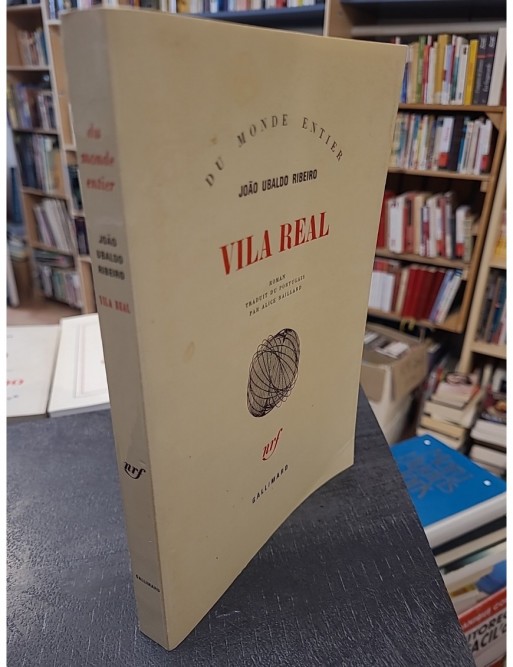 DU MONDE ENTIER
JOÃO UBALDO RIBEIRO
VILA REAL
ROMAN
TRADUIT DU PORTUGAIS
PAR ALICE RAILLARD
nrf
GALLIMARD
du
monde
entier
JOÃO
UBALDO
RIBEIRO
VILA REAL
nrf
GALLIMARD